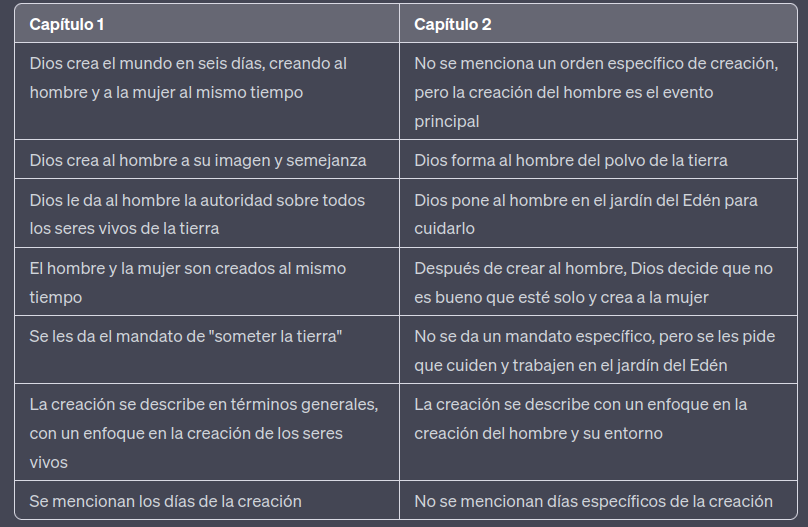 Capítulo 1
Capítulo 2
Dios crea el mundo en seis días, creando al
hombre y a la mujer al mismo tiempo
No se menciona un orden específico de creación,
pero la creación del hombre es el evento
principal
Dios crea al hombre a su imagen y semejanza
Dios forma al hombre del polvo de la tierra
Dios le da al hombre la autoridad sobre todos
los seres vivos de la tierra
Dios pone al hombre en el jardín del Edén para
cuidarlo
El hombre y la mujer son creados al mismo
tiempo
Después de crear al hombre, Dios decide que no
es bueno que esté solo y crea a la mujer
Se les da el mandato de "someter la tierra"
No se da un mandato específico, pero se les pide
que cuiden y trabajen en el jardín del Edén
La creación se describe en términos generales,
con un enfoque en la creación de los seres
vivos
La creación se describe con un enfoque en la
creación del hombre y su entorno
Se mencionan los días de la creación
No se mencionan días específicos de la creación